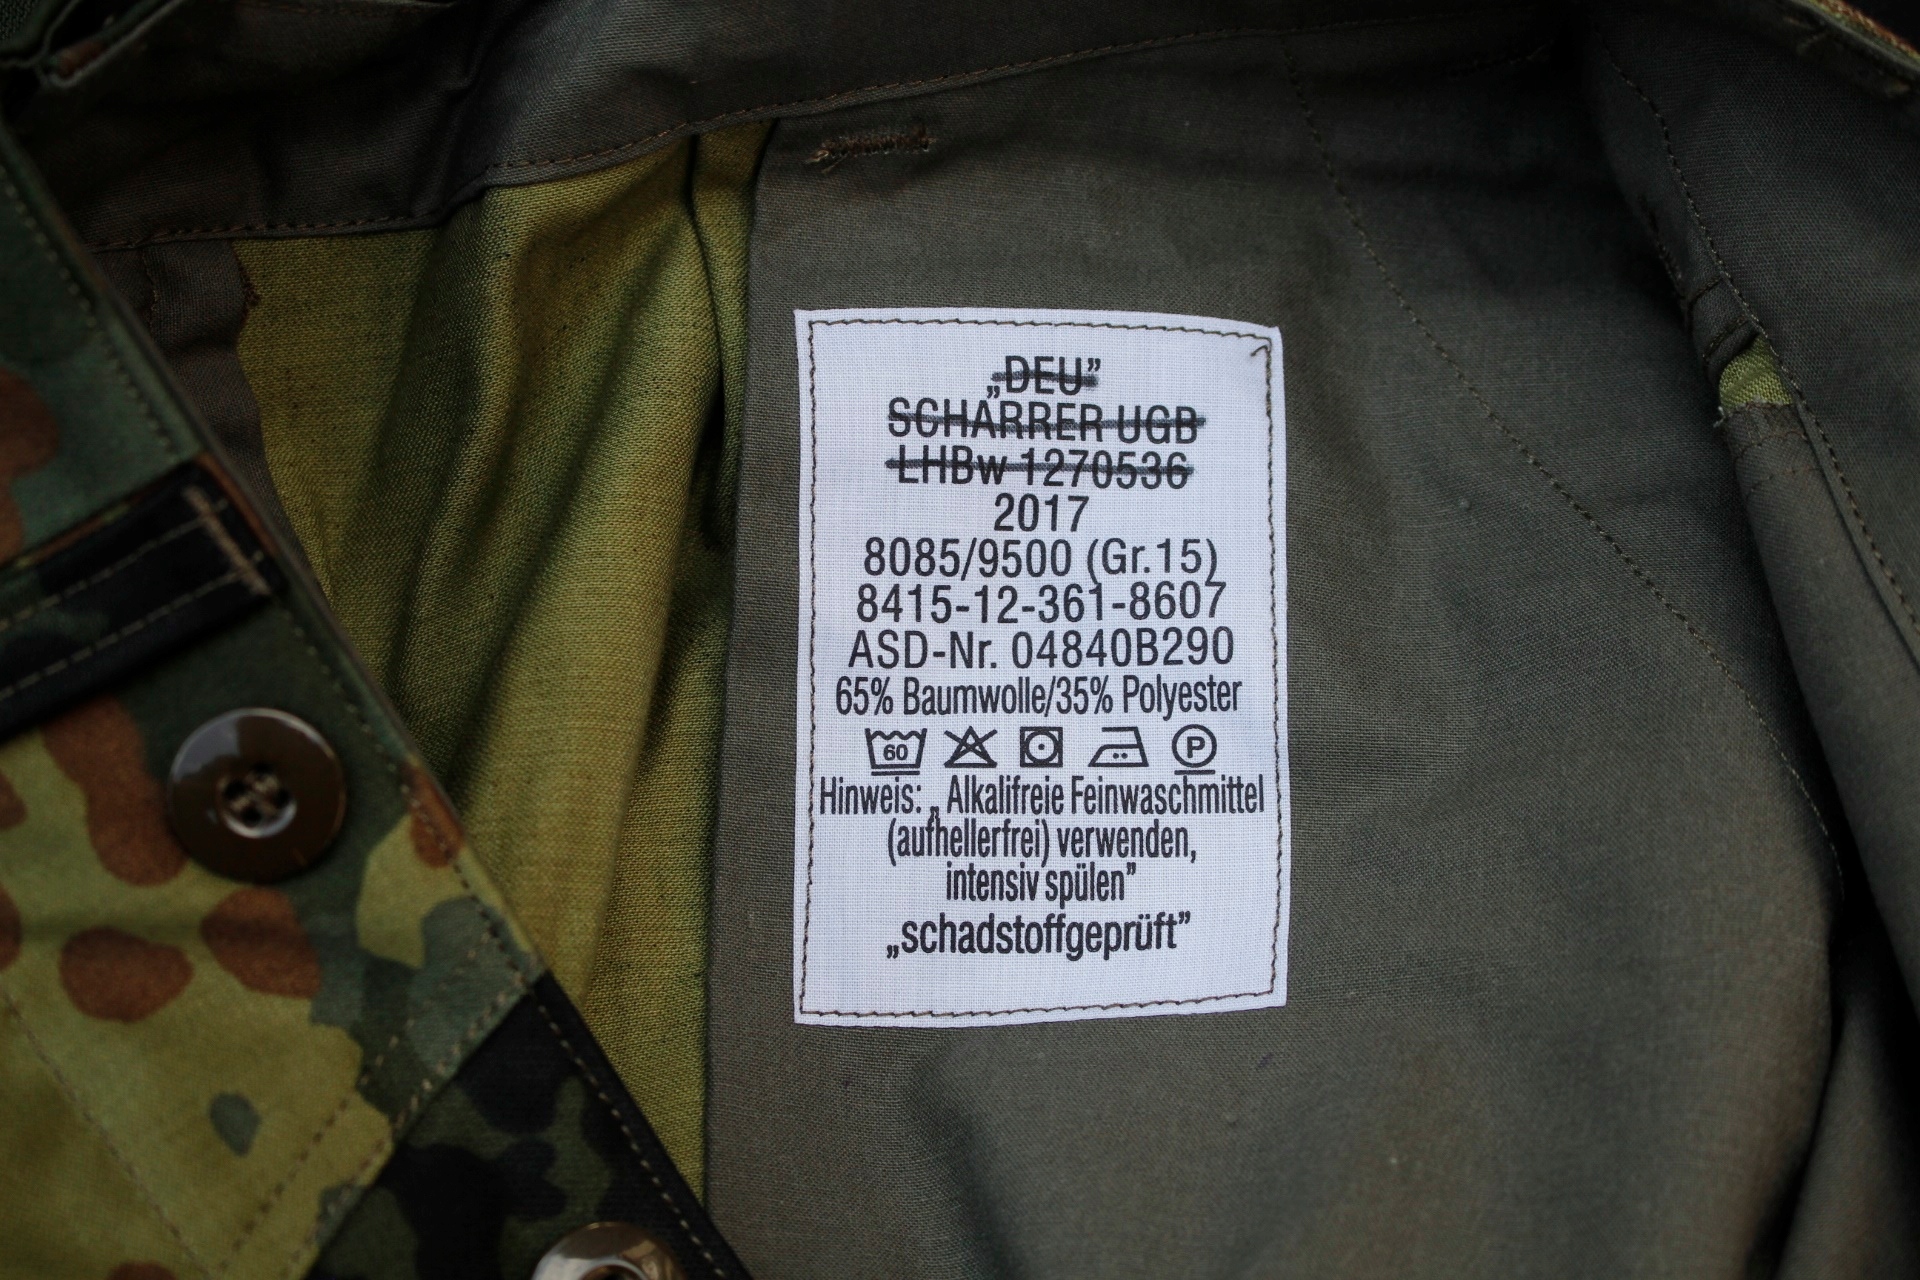 „DEU”
SCHARRER UGB
LHBw 1270536
2017
8085/9500 (Gr.15)
8415-12-361-8607
ASD-Nr. 04840B290
65% Baumwolle/35% Polyester
60 P
Hinweis: „ Alkalifreie Feinwaschmittel
(aufhellerfrei) verwenden,
intensiv spülen”
„schadstoffgeprüft”